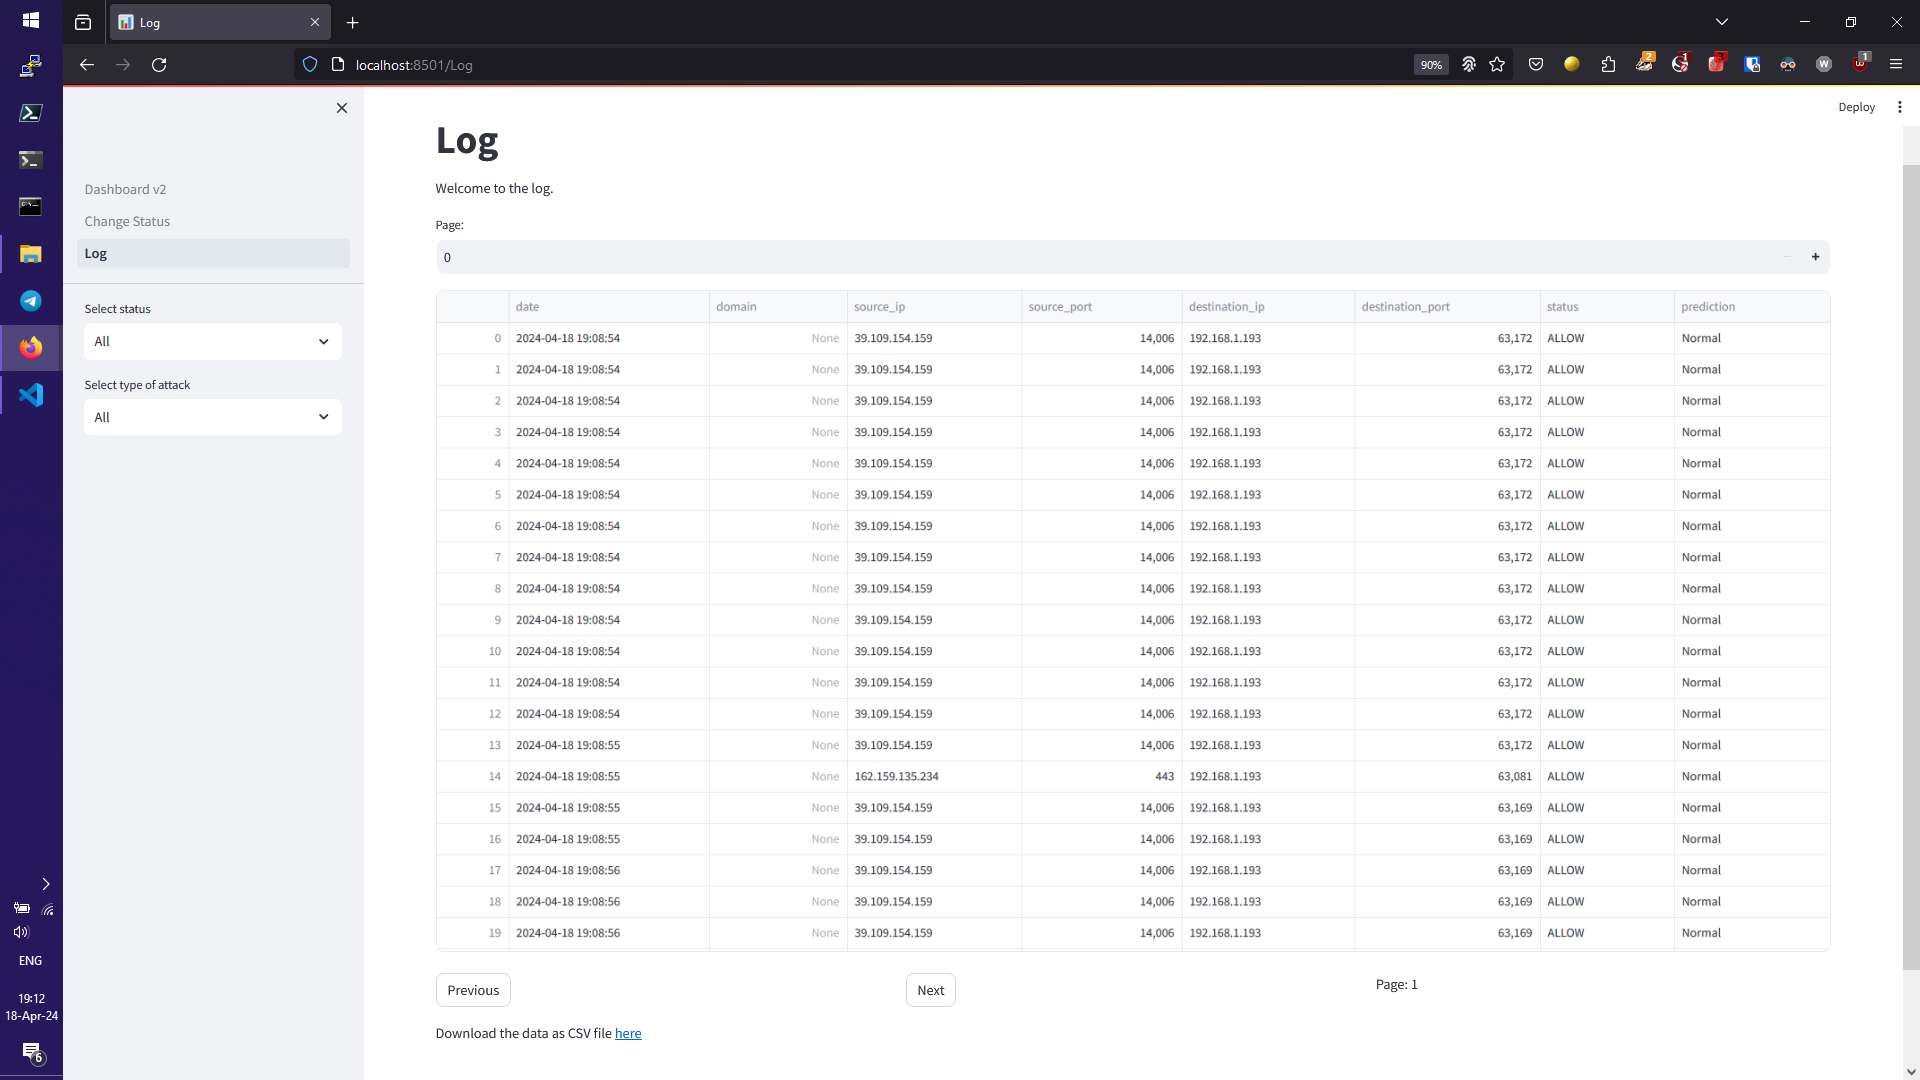 Log
localhost:8501/Log
90%
2
1
3
W
1
Deploy
Dashboard v2
Change Status
Log
Select status
All
Select type of attack
All
Log
Welcome to the log.
Page:
0
date domain source_ip source_port destination_ip destination_port status prediction
0 2024-04-18 19:08:54 None 39.109.154.159 14,006 192.168.1.193 63,172 ALLOW Normal
1 2024-04-18 19:08:54 None 39.109.154.159 14,006 192.168.1.193 63,172 ALLOW Normal
2 2024-04-18 19:08:54 None 39.109.154.159 14,006 192.168.1.193 63,172 ALLOW Normal
3 2024-04-18 19:08:54 None 39.109.154.159 14,006 192.168.1.193 63,172 ALLOW Normal
4 2024-04-18 19:08:54 None 39.109.154.159 14,006 192.168.1.193 63,172 ALLOW Normal
5 2024-04-18 19:08:54 None 39.109.154.159 14,006 192.168.1.193 63,172 ALLOW Normal
6 2024-04-18 19:08:54 None 39.109.154.159 14,006 192.168.1.193 63,172 ALLOW Normal
7 2024-04-18 19:08:54 None 39.109.154.159 14,006 192.168.1.193 63,172 ALLOW Normal
8 2024-04-18 19:08:54 None 39.109.154.159 14,006 192.168.1.193 63,172 ALLOW Normal
9 2024-04-18 19:08:54 None 39.109.154.159 14,006 192.168.1.193 63,172 ALLOW Normal
10 2024-04-18 19:08:54 None 39.109.154.159 14,006 192.168.1.193 63,172 ALLOW Normal
11 2024-04-18 19:08:54 None 39.109.154.159 14,006 192.168.1.193 63,172 ALLOW Normal
12 2024-04-18 19:08:54 None 39.109.154.159 14,006 192.168.1.193 63,172 ALLOW Normal
13 2024-04-18 19:08:55 None 39.109.154.159 14,006 192.168.1.193 63,172 ALLOW Normal
14 2024-04-18 19:08:55 None 162.159.135.234 443 192.168.1.193 63,081 ALLOW Normal
15 2024-04-18 19:08:55 None 39.109.154.159 14,006 192.168.1.193 63,169 ALLOW Normal
16 2024-04-18 19:08:55 None 39.109.154.159 14,006 192.168.1.193 63,169 ALLOW Normal
17 2024-04-18 19:08:56 None 39.109.154.159 14,006 192.168.1.193 63,169 ALLOW Normal
18 2024-04-18 19:08:56 None 39.109.154.159 14,006 192.168.1.193 63,169 ALLOW Normal
19 2024-04-18 19:08:56 None 39.109.154.159 14,006 192.168.1.193 63,169 ALLOW Normal
Previous
Next
Page: 1
Download the data as CSV file here
ENG
19:12
18-Apr-24
6